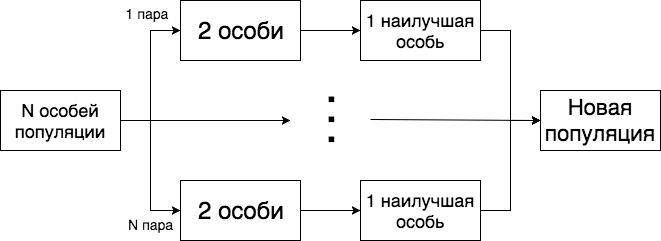 1 пара
2 особи
1 наилучшая
особь
N особей
популяции
Новая
популяция
N пара
2 особи
1 наилучшая
особь